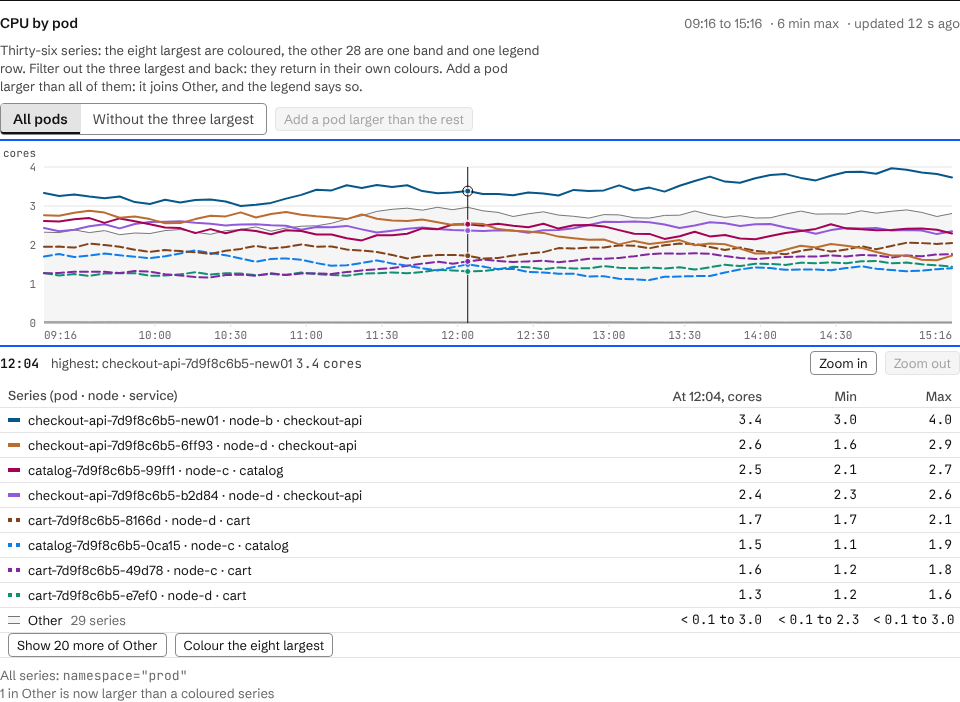 CPU by pod
09:16 to 15:16 · 6 min max · updated 12 s ago
Thirty-six series: the eight largest are coloured, the other 28 are one band and one legend
row. Filter out the three largest and back: they return in their own colours. Add a pod
larger than all of them: it joins Other, and the legend says so.
All pods Without the three largest Add a pod larger than the rest
cores
4
3
2
1
0
09:16 10:00 10:30 11:00 11:30 12:00 12:30 13:00 13:30 14:00 14:30 15:16
12:04 highest: checkout-api-7d9f8c6b5-new01 3.4 cores Zoom in Zoom out
Series (pod · node · service) At 12:04, cores Min Max
checkout-api-7d9f8c6b5-new01 · node-b · checkout-api 3.4 3.0 4.0
checkout-api-7d9f8c6b5-6ff93 · node-d · checkout-api 2.6 1.6 2.9
catalog-7d9f8c6b5-99ff1 · node-c · catalog 2.5 2.1 2.7
checkout-api-7d9f8c6b5-b2d84 · node-d · checkout-api 2.4 2.3 2.6
cart-7d9f8c6b5-8166d · node-d · cart 1.7 1.7 2.1
catalog-7d9f8c6b5-0ca15 · node-c · catalog 1.5 1.1 1.9
cart-7d9f8c6b5-49d78 · node-c · cart 1.6 1.2 1.8
cart-7d9f8c6b5-e7ef0 · node-d · cart 1.3 1.2 1.6
Other 29 series < 0.1 to 3.0 < 0.1 to 2.3 < 0.1 to 3.0
Show 20 more of Other Colour the eight largest
All series: namespace="prod"
1 in Other is now larger than a coloured series